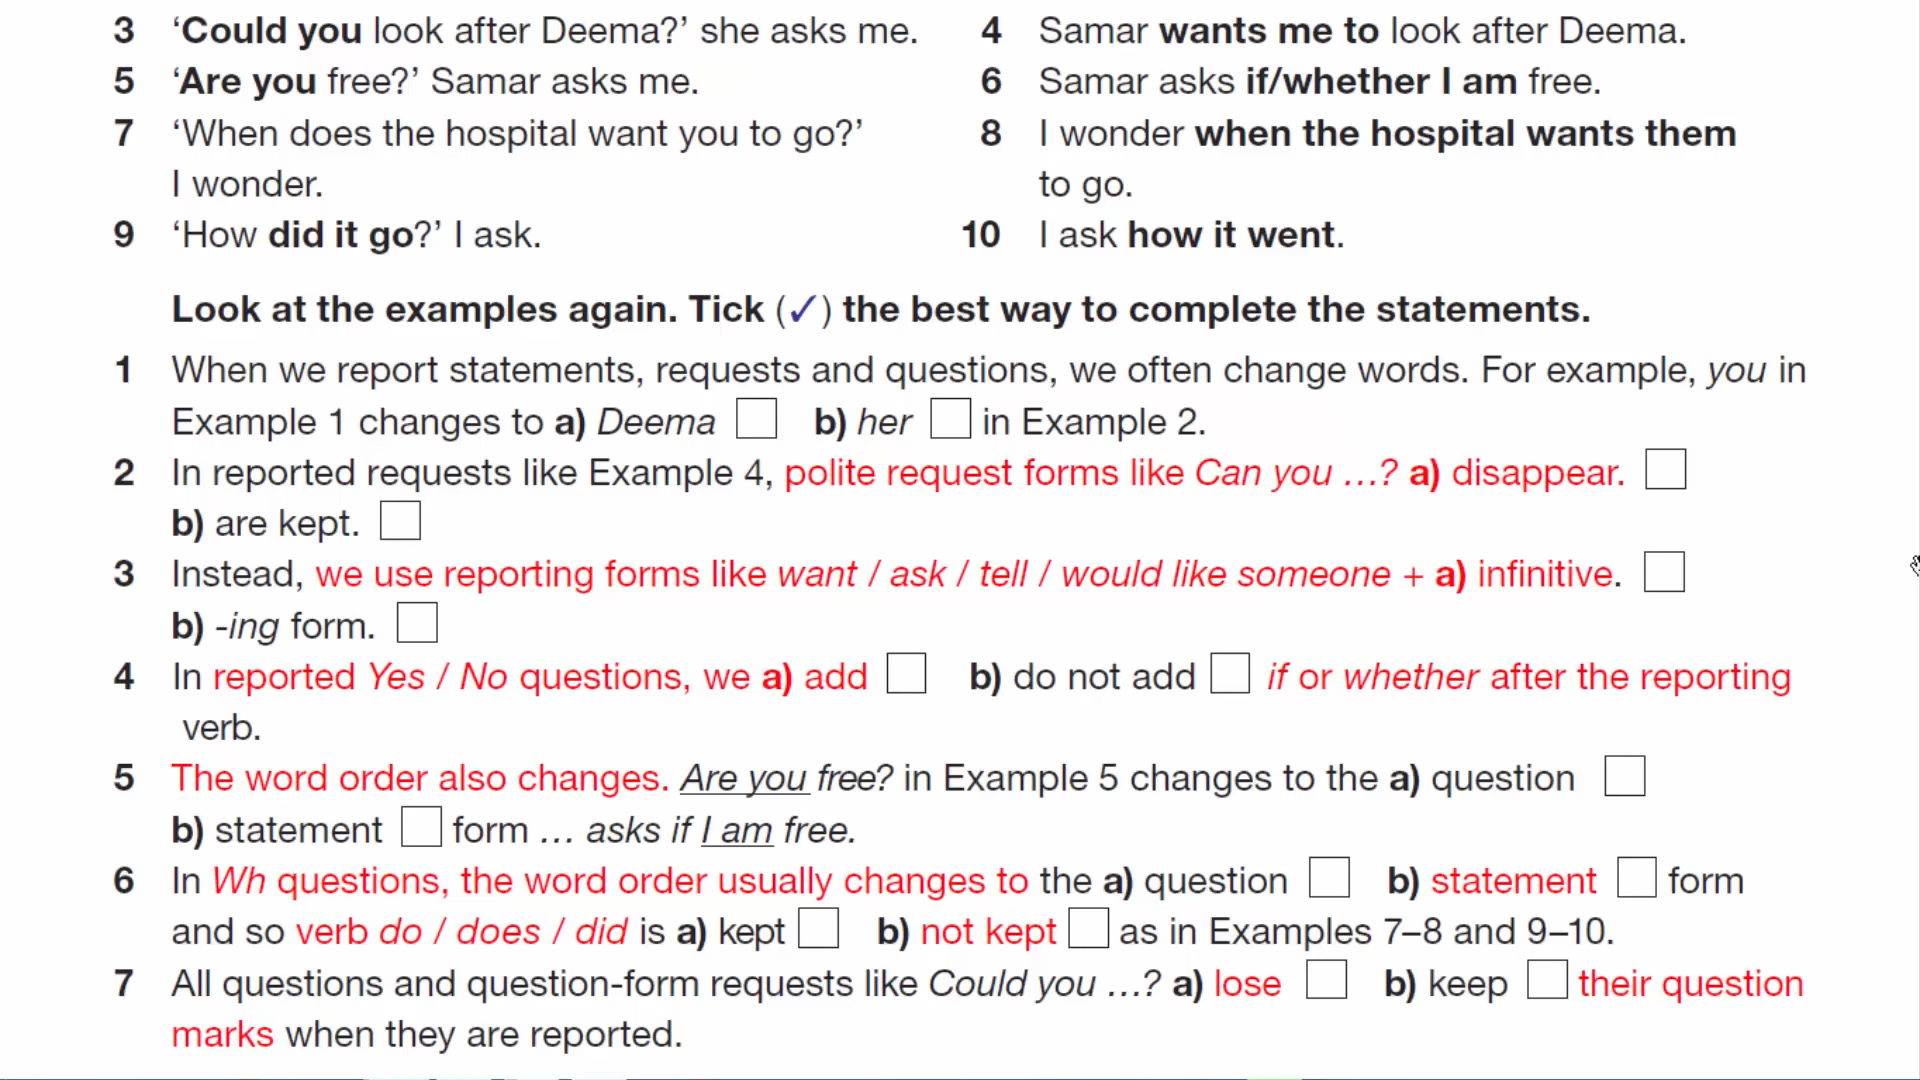 3 ‘Could you look after Deema?’ she asks me. 4 Samar wants me to look after Deema.
5 ‘Are you free?’ Samar asks me. 6 Samar asks if/whether I am free.
7 ‘When does the hospital want you to go?’ 8 I wonder when the hospital wants them
I wonder. to go.
9 ‘How did it go?’ I ask. 10 I ask how it went.
Look at the examples again. Tick (✓) the best way to complete the statements.
1 When we report statements, requests and questions, we often change words. For example, you in
Example 1 changes to a) Deema b) her in Example 2.
2 In reported requests like Example 4, polite request forms like Can you …? a) disappear.
b) are kept.
3 Instead, we use reporting forms like want / ask / tell / would like someone + a) infinitive.
b) -ing form.
4 In reported Yes / No questions, we a) add b) do not add if or whether after the reporting
verb.
5 The word order also changes. Are you free? in Example 5 changes to the a) question
b) statement form … asks if I am free.
6 In Wh questions, the word order usually changes to the a) question b) statement form
and so verb do / does / did is a) kept b) not kept as in Examples 7–8 and 9–10.
7 All questions and question-form requests like Could you …? a) lose b) keep their question
marks when they are reported.